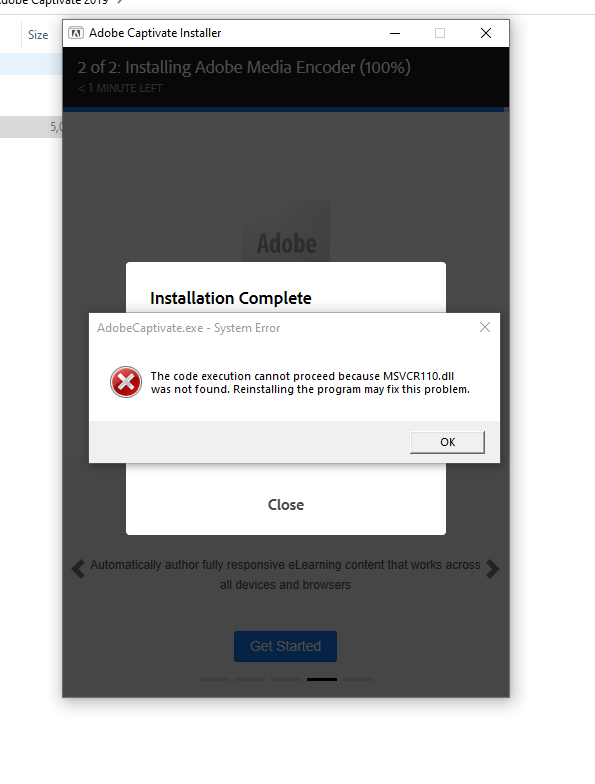 Adobe Captivate 2019
Size
Adobe Captivate Installer
2 of 2: Installing Adobe Media Encoder (100%)
< 1 MINUTE LEFT
Adobe
Installation Complete
AdobeCaptivate.exe - System Error
The code execution cannot proceed because MSVCR110.dll
was not found. Reinstalling the program may fix this problem.
OK
Close
Automatically author fully responsive eLearning content that works across
all devices and browsers
Get Started